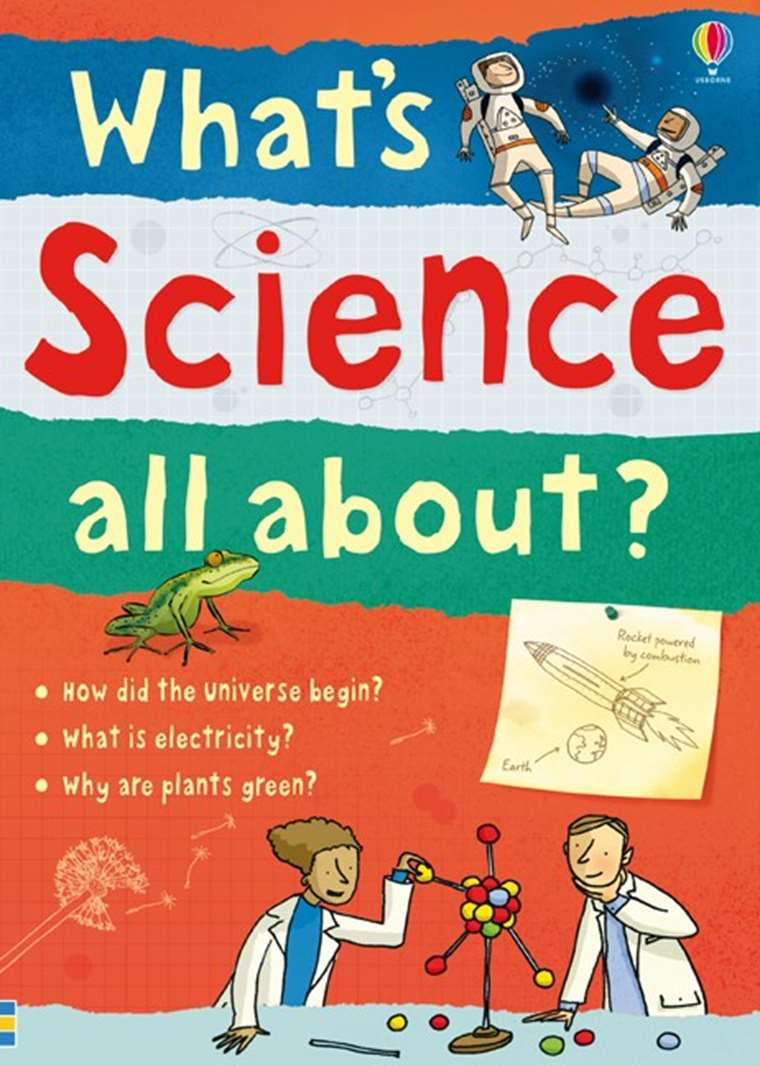 What's
USBORNE
Science
all about?
Rocket powered
by combustion
Earth
• How did the universe begin?
• What is electricity?
• Why are plants green?